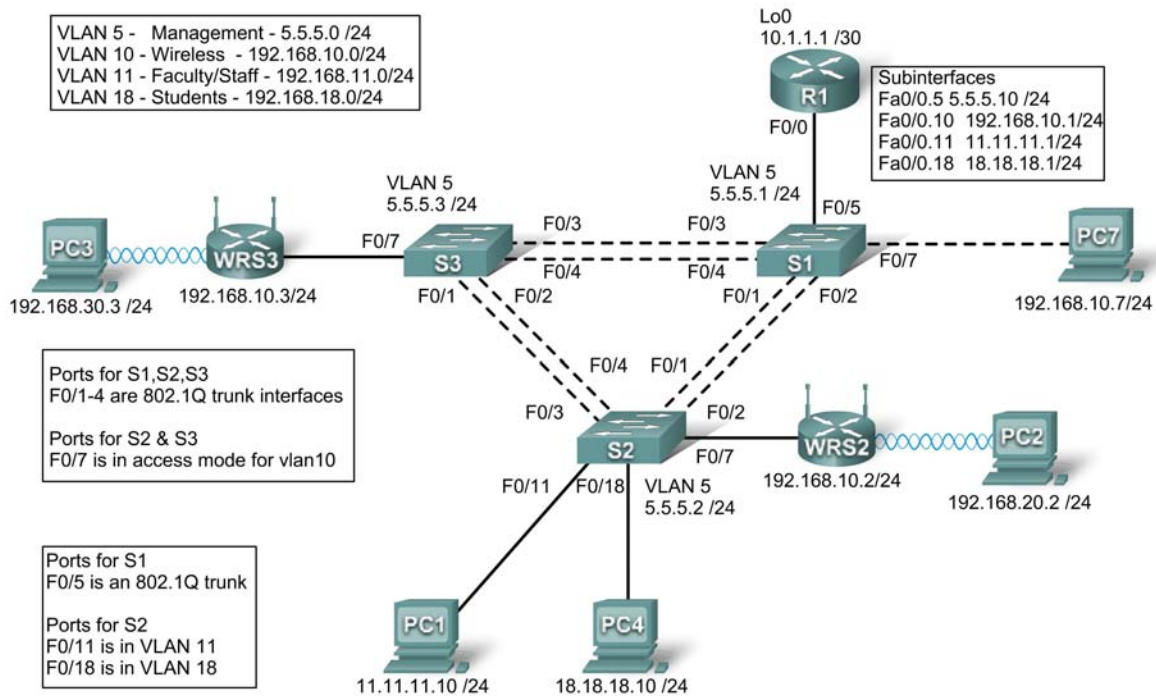 VLAN 5 - Management - 5.5.5.0 /24
VLAN 10 - Wireless - 192.168.10.0/24
VLAN 11 - Faculty/Staff - 192.168.11.0/24
VLAN 18 - Students - 192.168.18.0/24
Lo0
10.1.1.1 /30
R1
F0/0
Subinterfaces
Fa0/0.5 5.5.5.10 /24
Fa0/0.10 192.168.10.1/24
Fa0/0.11 11.11.11.1/24
Fa0/0.18 18.18.18.1/24
VLAN 5
5.5.5.1 /24
F0/5
VLAN 5
5.5.5.3 /24
PC3
192.168.30.3 /24
WRS3
192.168.10.3/24
F0/7
S3
F0/3
F0/4
F0/1
F0/2
F0/3
F0/4
S1
F0/1
F0/2
F0/7
PC7
192.168.10.7/24
Ports for S1,S2,S3
F0/1-4 are 802.1Q trunk interfaces
Ports for S2 & S3
F0/7 is in access mode for vlan10
F0/4
F0/1
F0/3
F0/2
S2
F0/7
WRS2
192.168.10.2/24
PC2
192.168.20.2 /24
F0/11
F0/18
VLAN 5
5.5.5.2 /24
Ports for S1
F0/5 is an 802.1Q trunk
Ports for S2
F0/11 is in VLAN 11
F0/18 is in VLAN 18
PC1
11.11.11.10 /24
PC4
18.18.18.10 /24